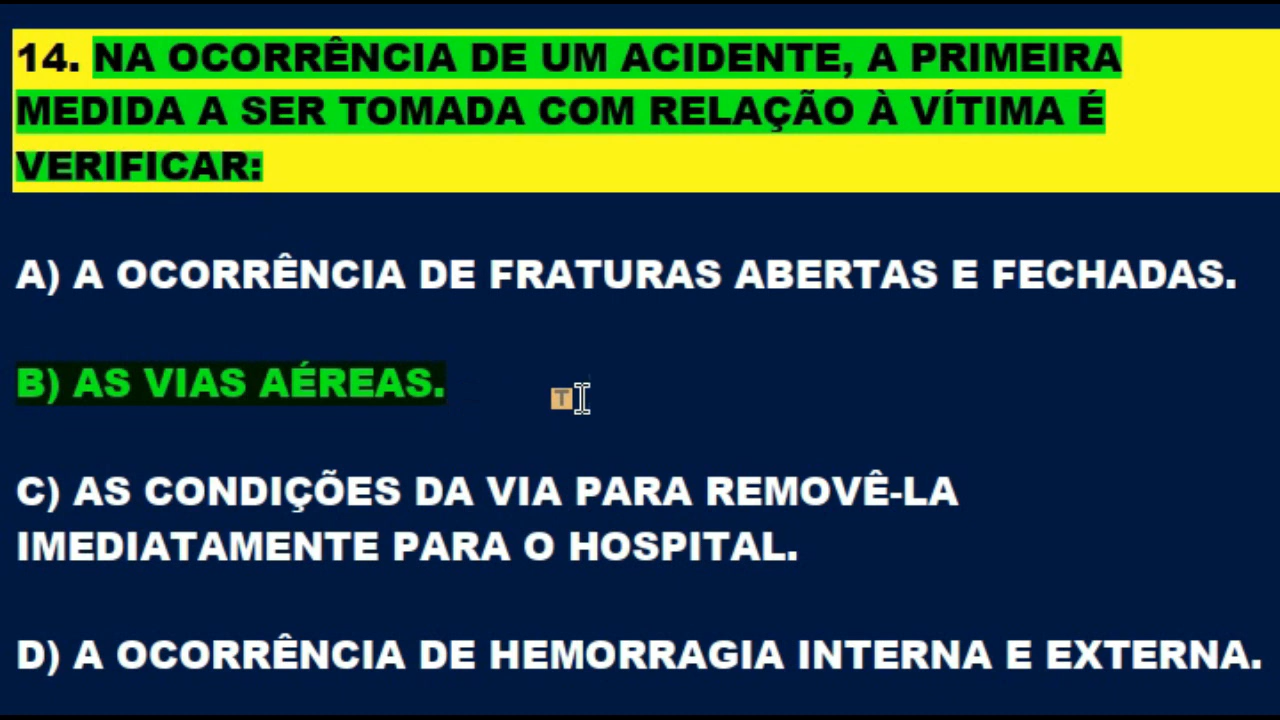 14. NA OCORRÊNCIA DE UM ACIDENTE, A PRIMEIRA
MEDIDA A SER TOMADA COM RELAÇÃO À VÍTIMA É
VERIFICAR:
A) A OCORRÊNCIA DE FRATURAS ABERTAS E FECHADAS.
B) AS VIAS AÉREAS.
T
C) AS CONDIÇÕES DA VIA PARA REMOVÊ-LA
IMEDIATAMENTE PARA O HOSPITAL.
D) A OCORRÊNCIA DE HEMORRAGIA INTERNA E EXTERNA.